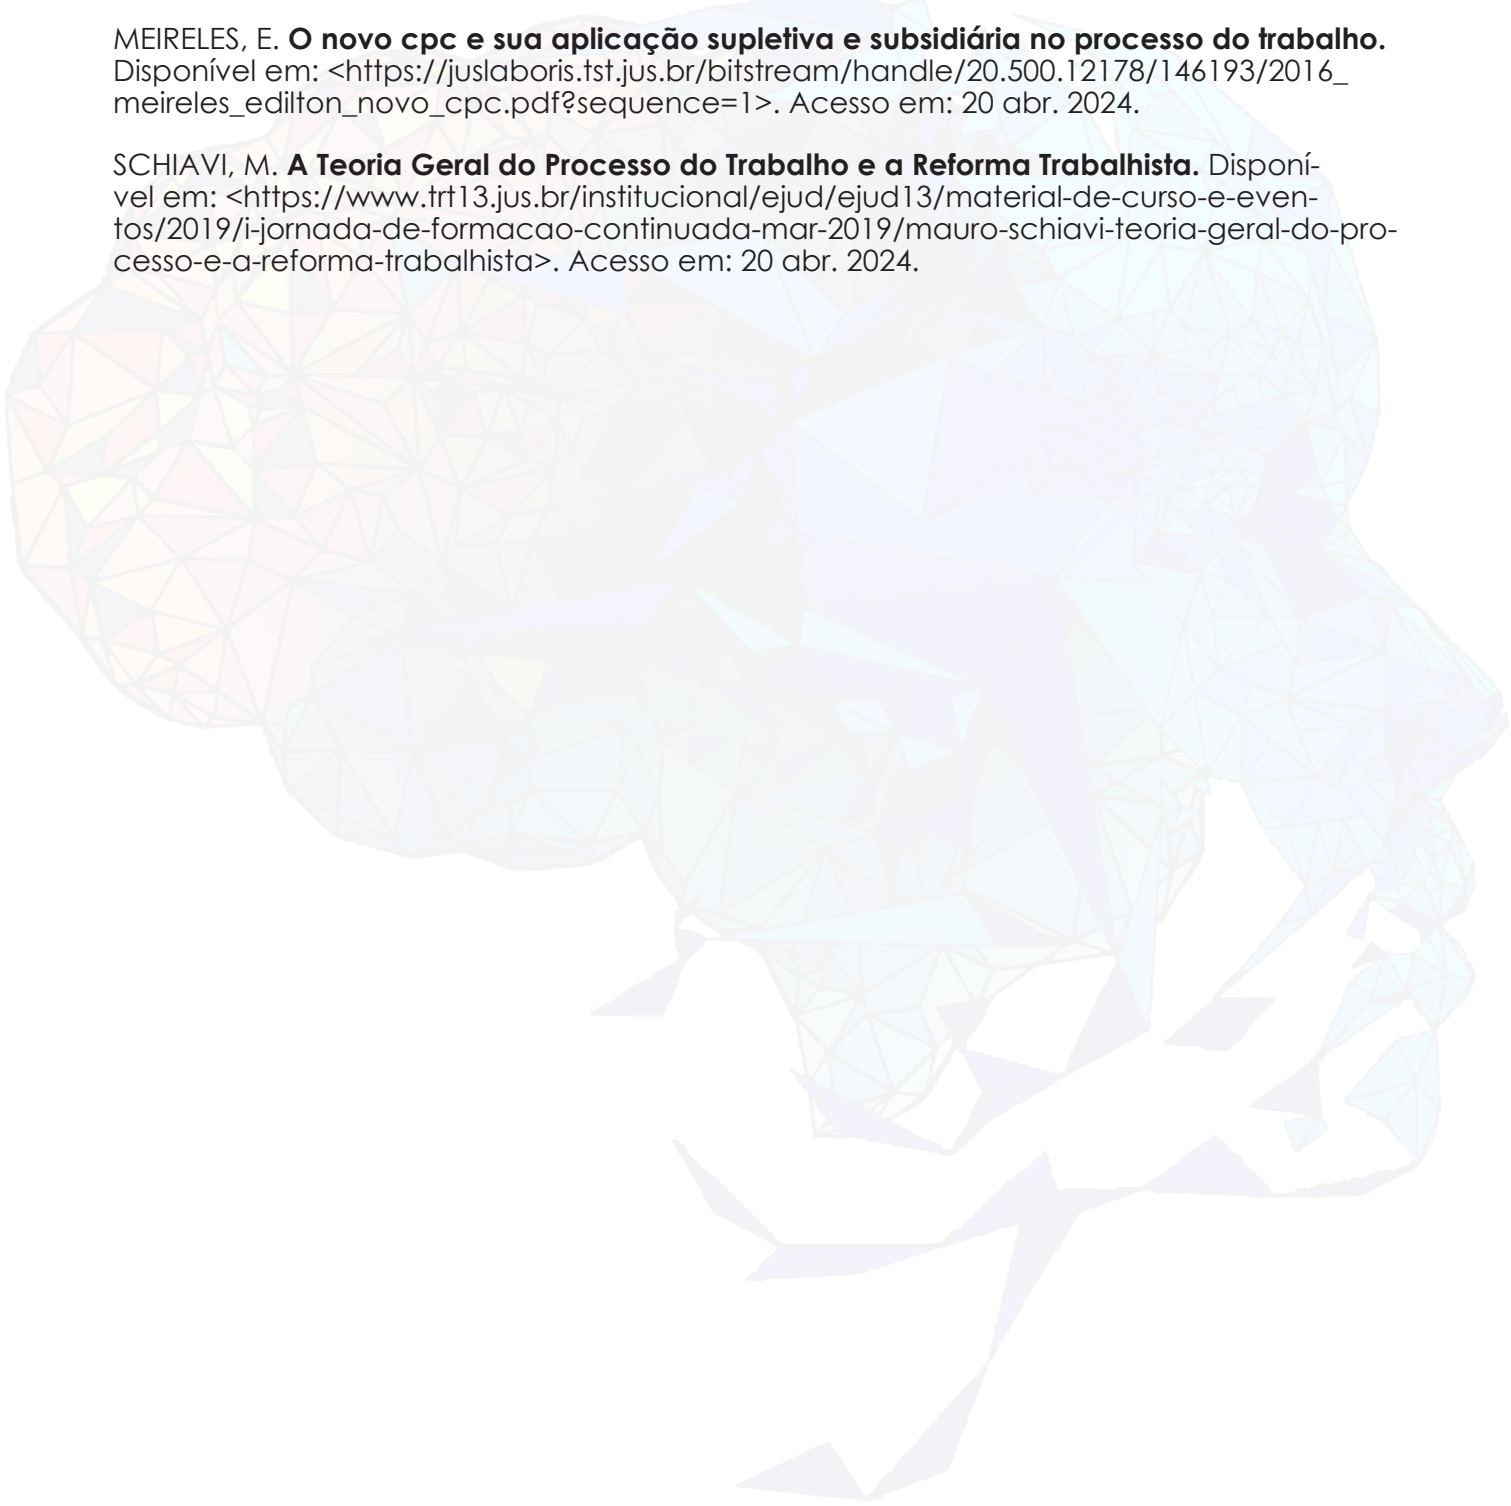 MEIRELES, E. O novo cpc e sua aplicação supletiva e subsidiária no processo do trabalho.
Disponível em: <https://juslaboris.tst.jus.br/bitstream/handle/20.500.12178/146193/2016_
meireles_edilton_novo_cpc.pdf?sequence=1>. Acesso em: 20 abr. 2024.
SCHIAVI, M. A Teoria Geral do Processo do Trabalho e a Reforma Trabalhista. Disponí-
vel em: <https://www.trt13.jus.br/institucional/ejud/ejud13/material-de-curso-e-even-
tos/2019/i-jornada-de-formacao-continuada-mar-2019/mauro-schiavi-teoria-geral-do-pro-
cesso-e-a-reforma-trabalhista>. Acesso em: 20 abr. 2024.